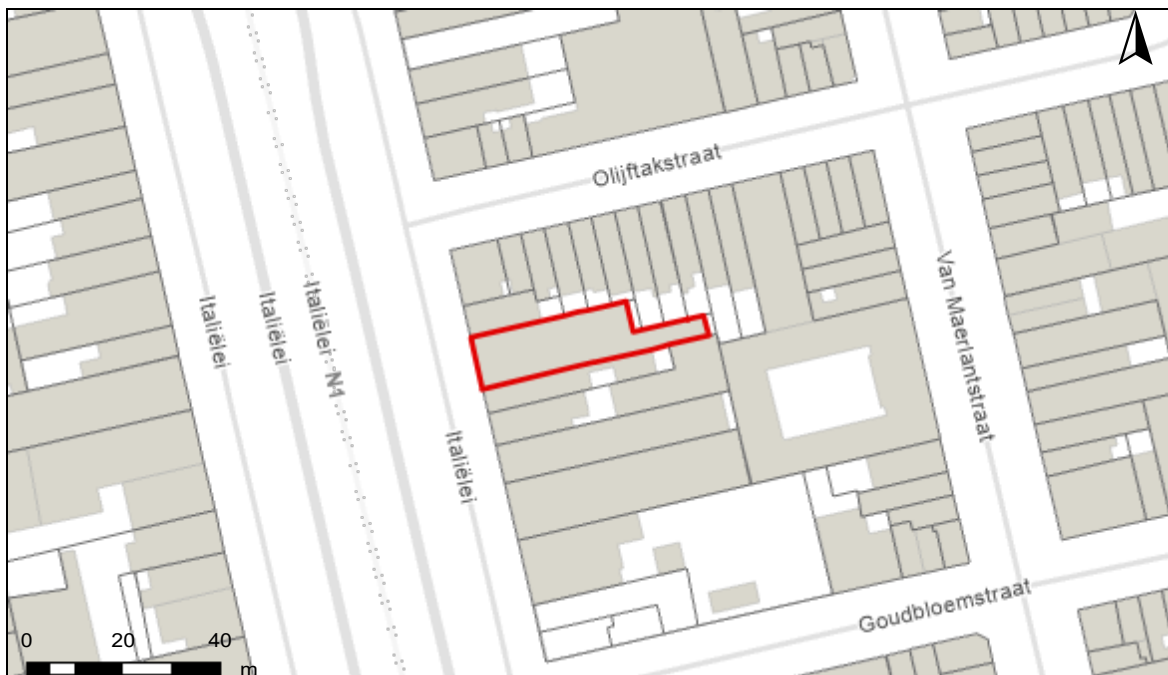 Olijftakstraat
Van Maerlantstraat
Italiëlei
Italiëlei
Italiëlei - N1
Italiëlei
Goudbloemstraat
0 20 40
m